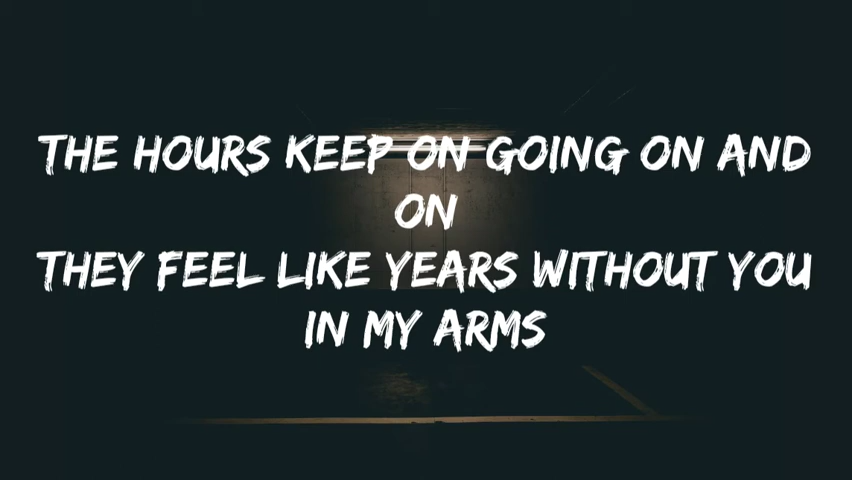 THE HOURS KEEP ON GOING ON AND
ON
THEY FEEL LIKE YEARS WITHOUT YOU
IN MY ARMS